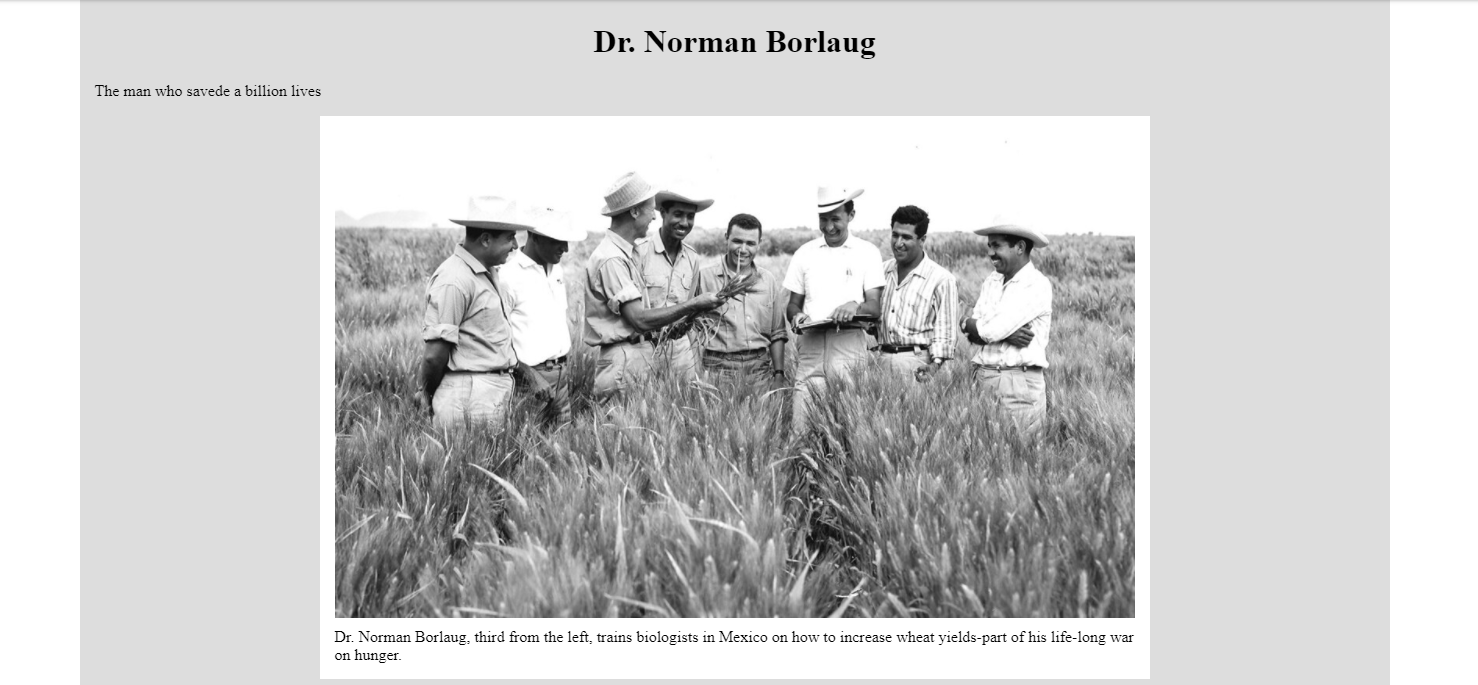 Dr. Norman Borlaug
The man who savede a billion lives
Dr. Norman Borlaug, third from the left, trains biologists in Mexico on how to increase wheat yields-part of his life-long war
on hunger.